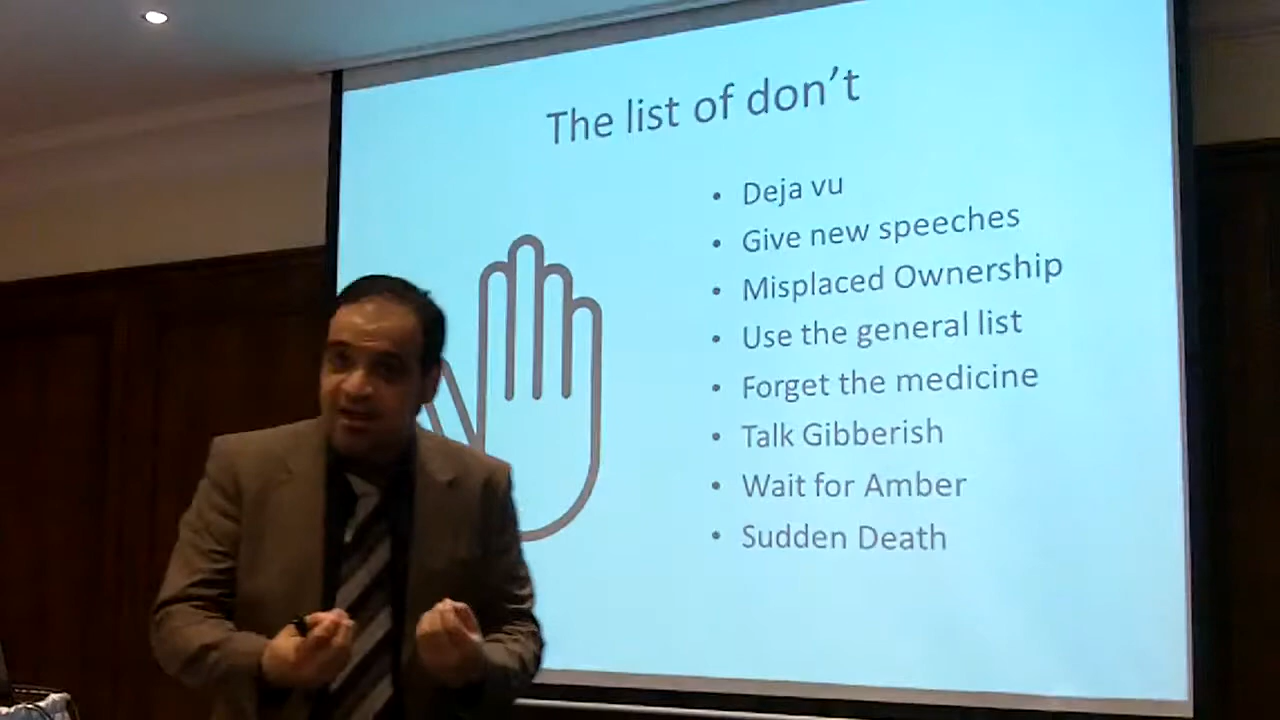 The list of don’t
• Deja vu
• Give new speeches
• Misplaced Ownership
• Use the general list
• Forget the medicine
• Talk Gibberish
• Wait for Amber
• Sudden Death